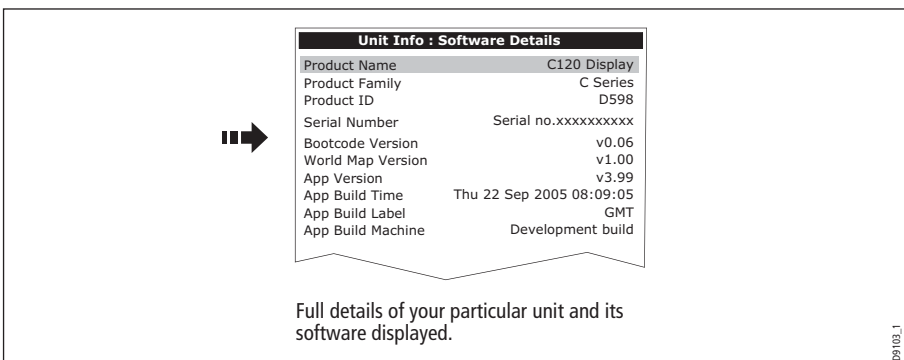 Unit Info : Software Details
Product Name C120 Display
Product Family C Series
Product ID D598
Serial Number Serial no.xxxxxxxxxx
Bootcode Version v0.06
World Map Version v1.00
App Version v3.99
App Build Time Thu 22 Sep 2005 08:09:05
App Build Label GMT
App Build Machine Development build
Full details of your particular unit and its
software displayed.
D9103_1